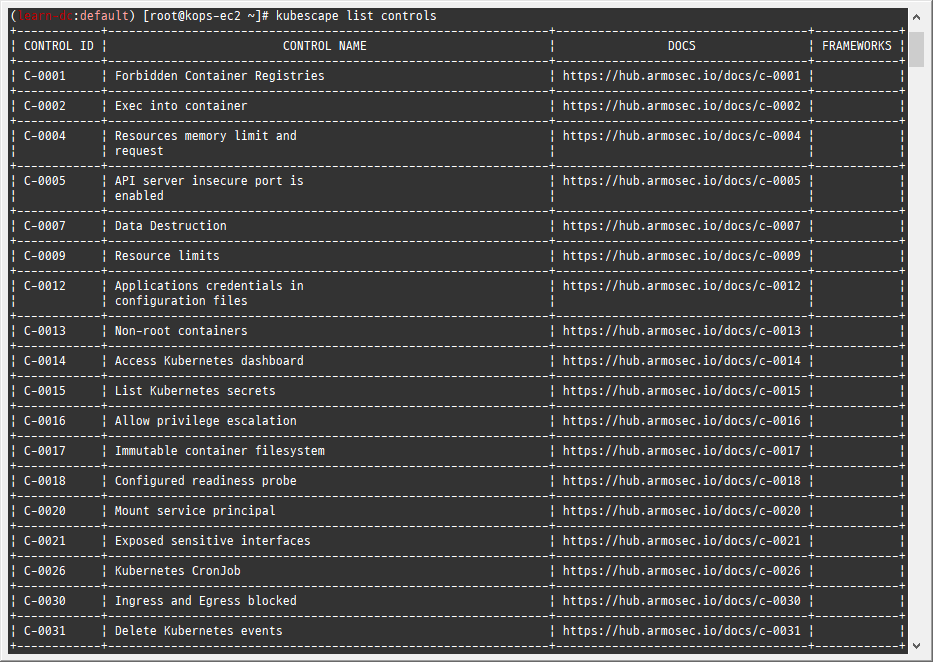 (learn-dt:default) [root@kops-ec2 ~]# kubescape list controls
CONTROL ID | CONTROL NAME | DOCS | FRAMEWORKS
C-0001 | Forbidden Container Registries | https://hub.armosec.io/docs/c-0001
C-0002 | Exec into container | https://hub.armosec.io/docs/c-0002
C-0004 | Resources memory limit and | https://hub.armosec.io/docs/c-0004
request
C-0005 | API server insecure port is | https://hub.armosec.io/docs/c-0005
enabled
C-0007 | Data Destruction | https://hub.armosec.io/docs/c-0007
C-0009 | Resource limits | https://hub.armosec.io/docs/c-0009
C-0012 | Applications credentials in | https://hub.armosec.io/docs/c-0012
configuration files
C-0013 | Non-root containers | https://hub.armosec.io/docs/c-0013
C-0014 | Access Kubernetes dashboard | https://hub.armosec.io/docs/c-0014
C-0015 | List Kubernetes secrets | https://hub.armosec.io/docs/c-0015
C-0016 | Allow privilege escalation | https://hub.armosec.io/docs/c-0016
C-0017 | Immutable container filesystem | https://hub.armosec.io/docs/c-0017
C-0018 | Configured readiness probe | https://hub.armosec.io/docs/c-0018
C-0020 | Mount service principal | https://hub.armosec.io/docs/c-0020
C-0021 | Exposed sensitive interfaces | https://hub.armosec.io/docs/c-0021
C-0026 | Kubernetes CronJob | https://hub.armosec.io/docs/c-0026
C-0030 | Ingress and Egress blocked | https://hub.armosec.io/docs/c-0030
C-0031 | Delete Kubernetes events | https://hub.armosec.io/docs/c-0031